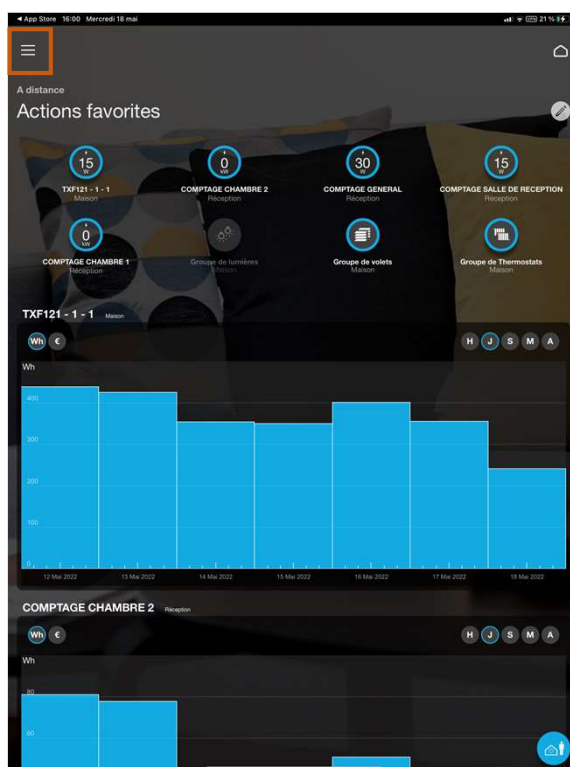 ◄ App Store 16:00 Mercredi 18 mai 21 %
A distance
Actions favorites
15 W
0 kW
30 W
15 W
TXF121 - 1 - 1
COMPTAGE CHAMBRE 2
COMPTAGE GENERAL
COMPTAGE SALLE DE RECEPTION
Maison
Réception
Réception
Réception
0 kW
COMPTAGE CHAMBRE 1
Groupe de lumières
Groupe de volets
Groupe de Thermostats
Réception
Maison
Maison
Maison
TXF121 - 1 - 1 Maison
Wh € H J S M A
Wh
400
300
200
100
0
12 Mai 2022 13 Mai 2022 14 Mai 2022 15 Mai 2022 16 Mai 2022 17 Mai 2022 18 Mai 2022
COMPTAGE CHAMBRE 2 Réception
Wh € H J S M A
Wh
80
60